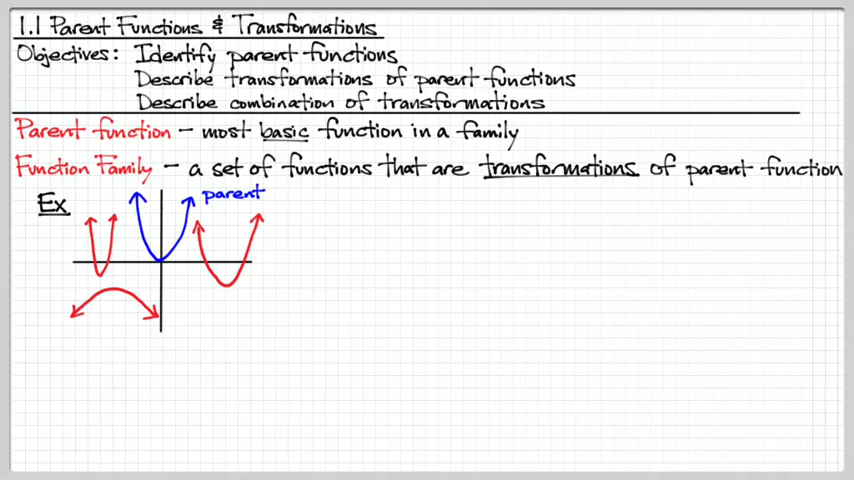 1.1 Parent Functions & Transformations
Objectives: Identify parent functions
Describe transformations of parent functions
Describe combination of transformations
Parent function - most basic function in a family
Function Family - a set of functions that are transformations of parent function
Ex
parent